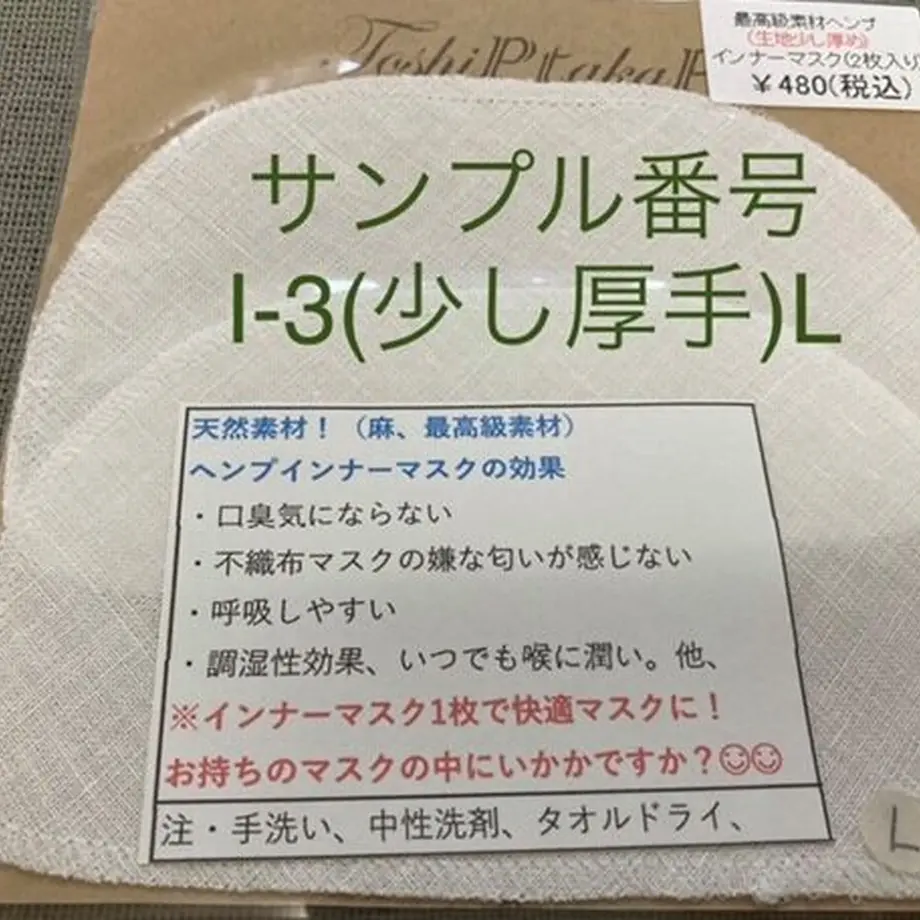 最高級素材ヘンプ
(生地少し厚め)
インナーマスク(2枚入り
¥480(税込)
サンプル番号
I-3(少し厚手)L
天然素材！（麻、最高級素材）
ヘンプインナーマスクの効果
・口臭気にならない
・不織布マスクの嫌な匂いが感じない
・呼吸しやすい
・調湿性効果、いつでも喉に潤い。他、
※インナーマスク1枚で快適マスクに！
お持ちのマスクの中にいかかですか？☺☺
注・手洗い、中性洗剤、タオルドライ、
L